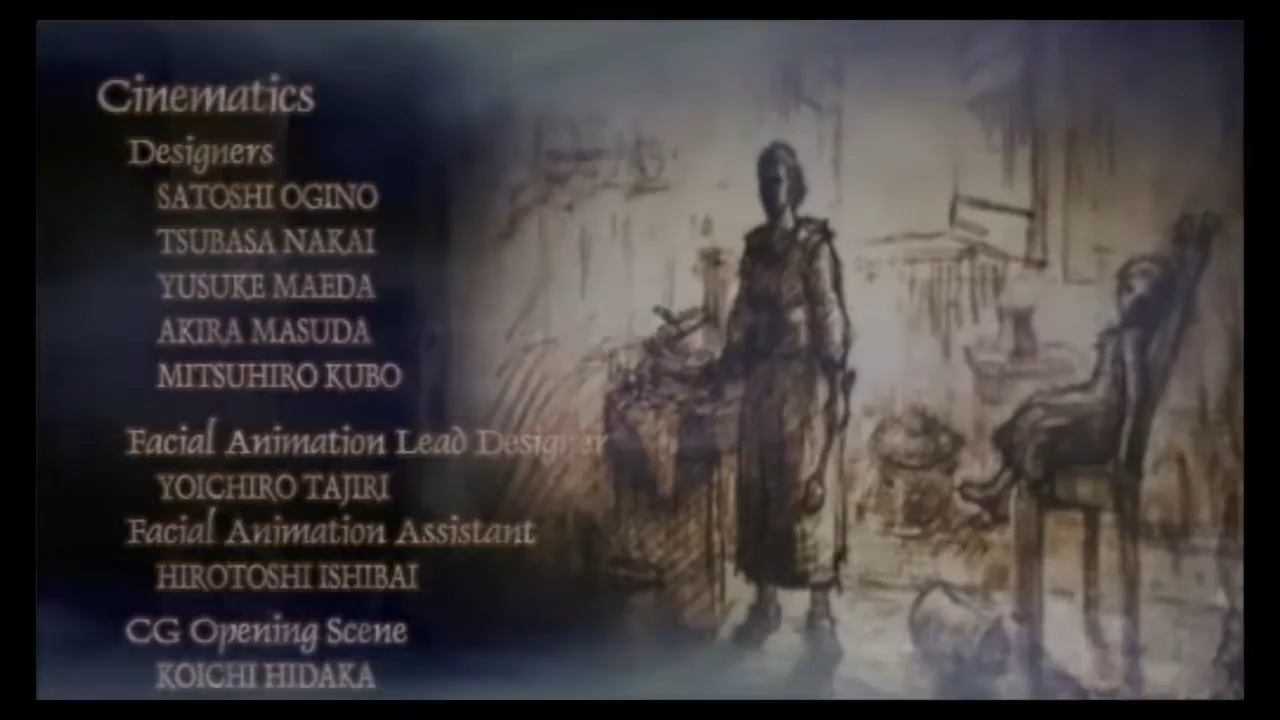 Cinematics
Designers
SATOSHI OGINO
TSUBASA NAKAI
YUSUKE MAEDA
AKIRA MASUDA
MITSUHIRO KUBO
Facial Animation Lead Designer
YOICHIRO TAJIRI
Facial Animation Assistant
HIROTOSHI ISHIBAI
CG Opening Scene
KOICHI HIDAKA